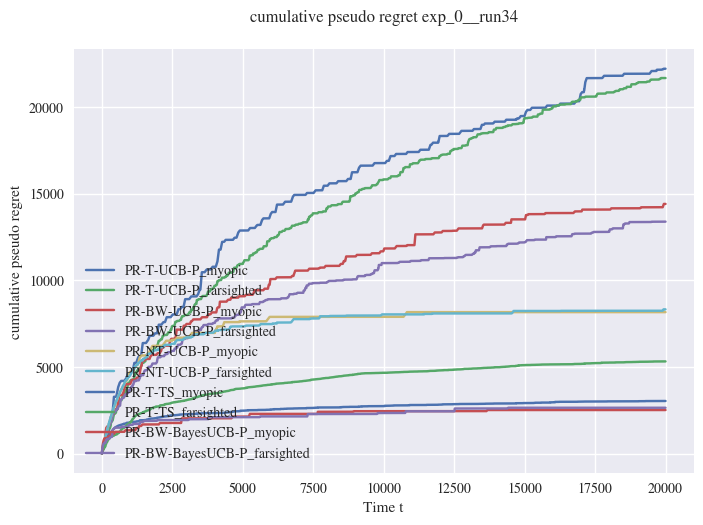 cumulative pseudo regret exp_0__run34
cumulative pseudo regret
20000
15000
10000
5000
0
PR-T-UCB-P_myopic
PR-T-UCB-P_farsighted
PR-BW-UCB-P_myopic
PR-BW-UCB-P_farsighted
PR-NT-UCB-P_myopic
PR-NT-UCB-P_farsighted
PR-T-TS_myopic
PR-T-TS_farsighted
PR-BW-BayesUCB-P_myopic
PR-BW-BayesUCB-P_farsighted
0 2500 5000 7500 10000 12500 15000 17500 20000
Time t